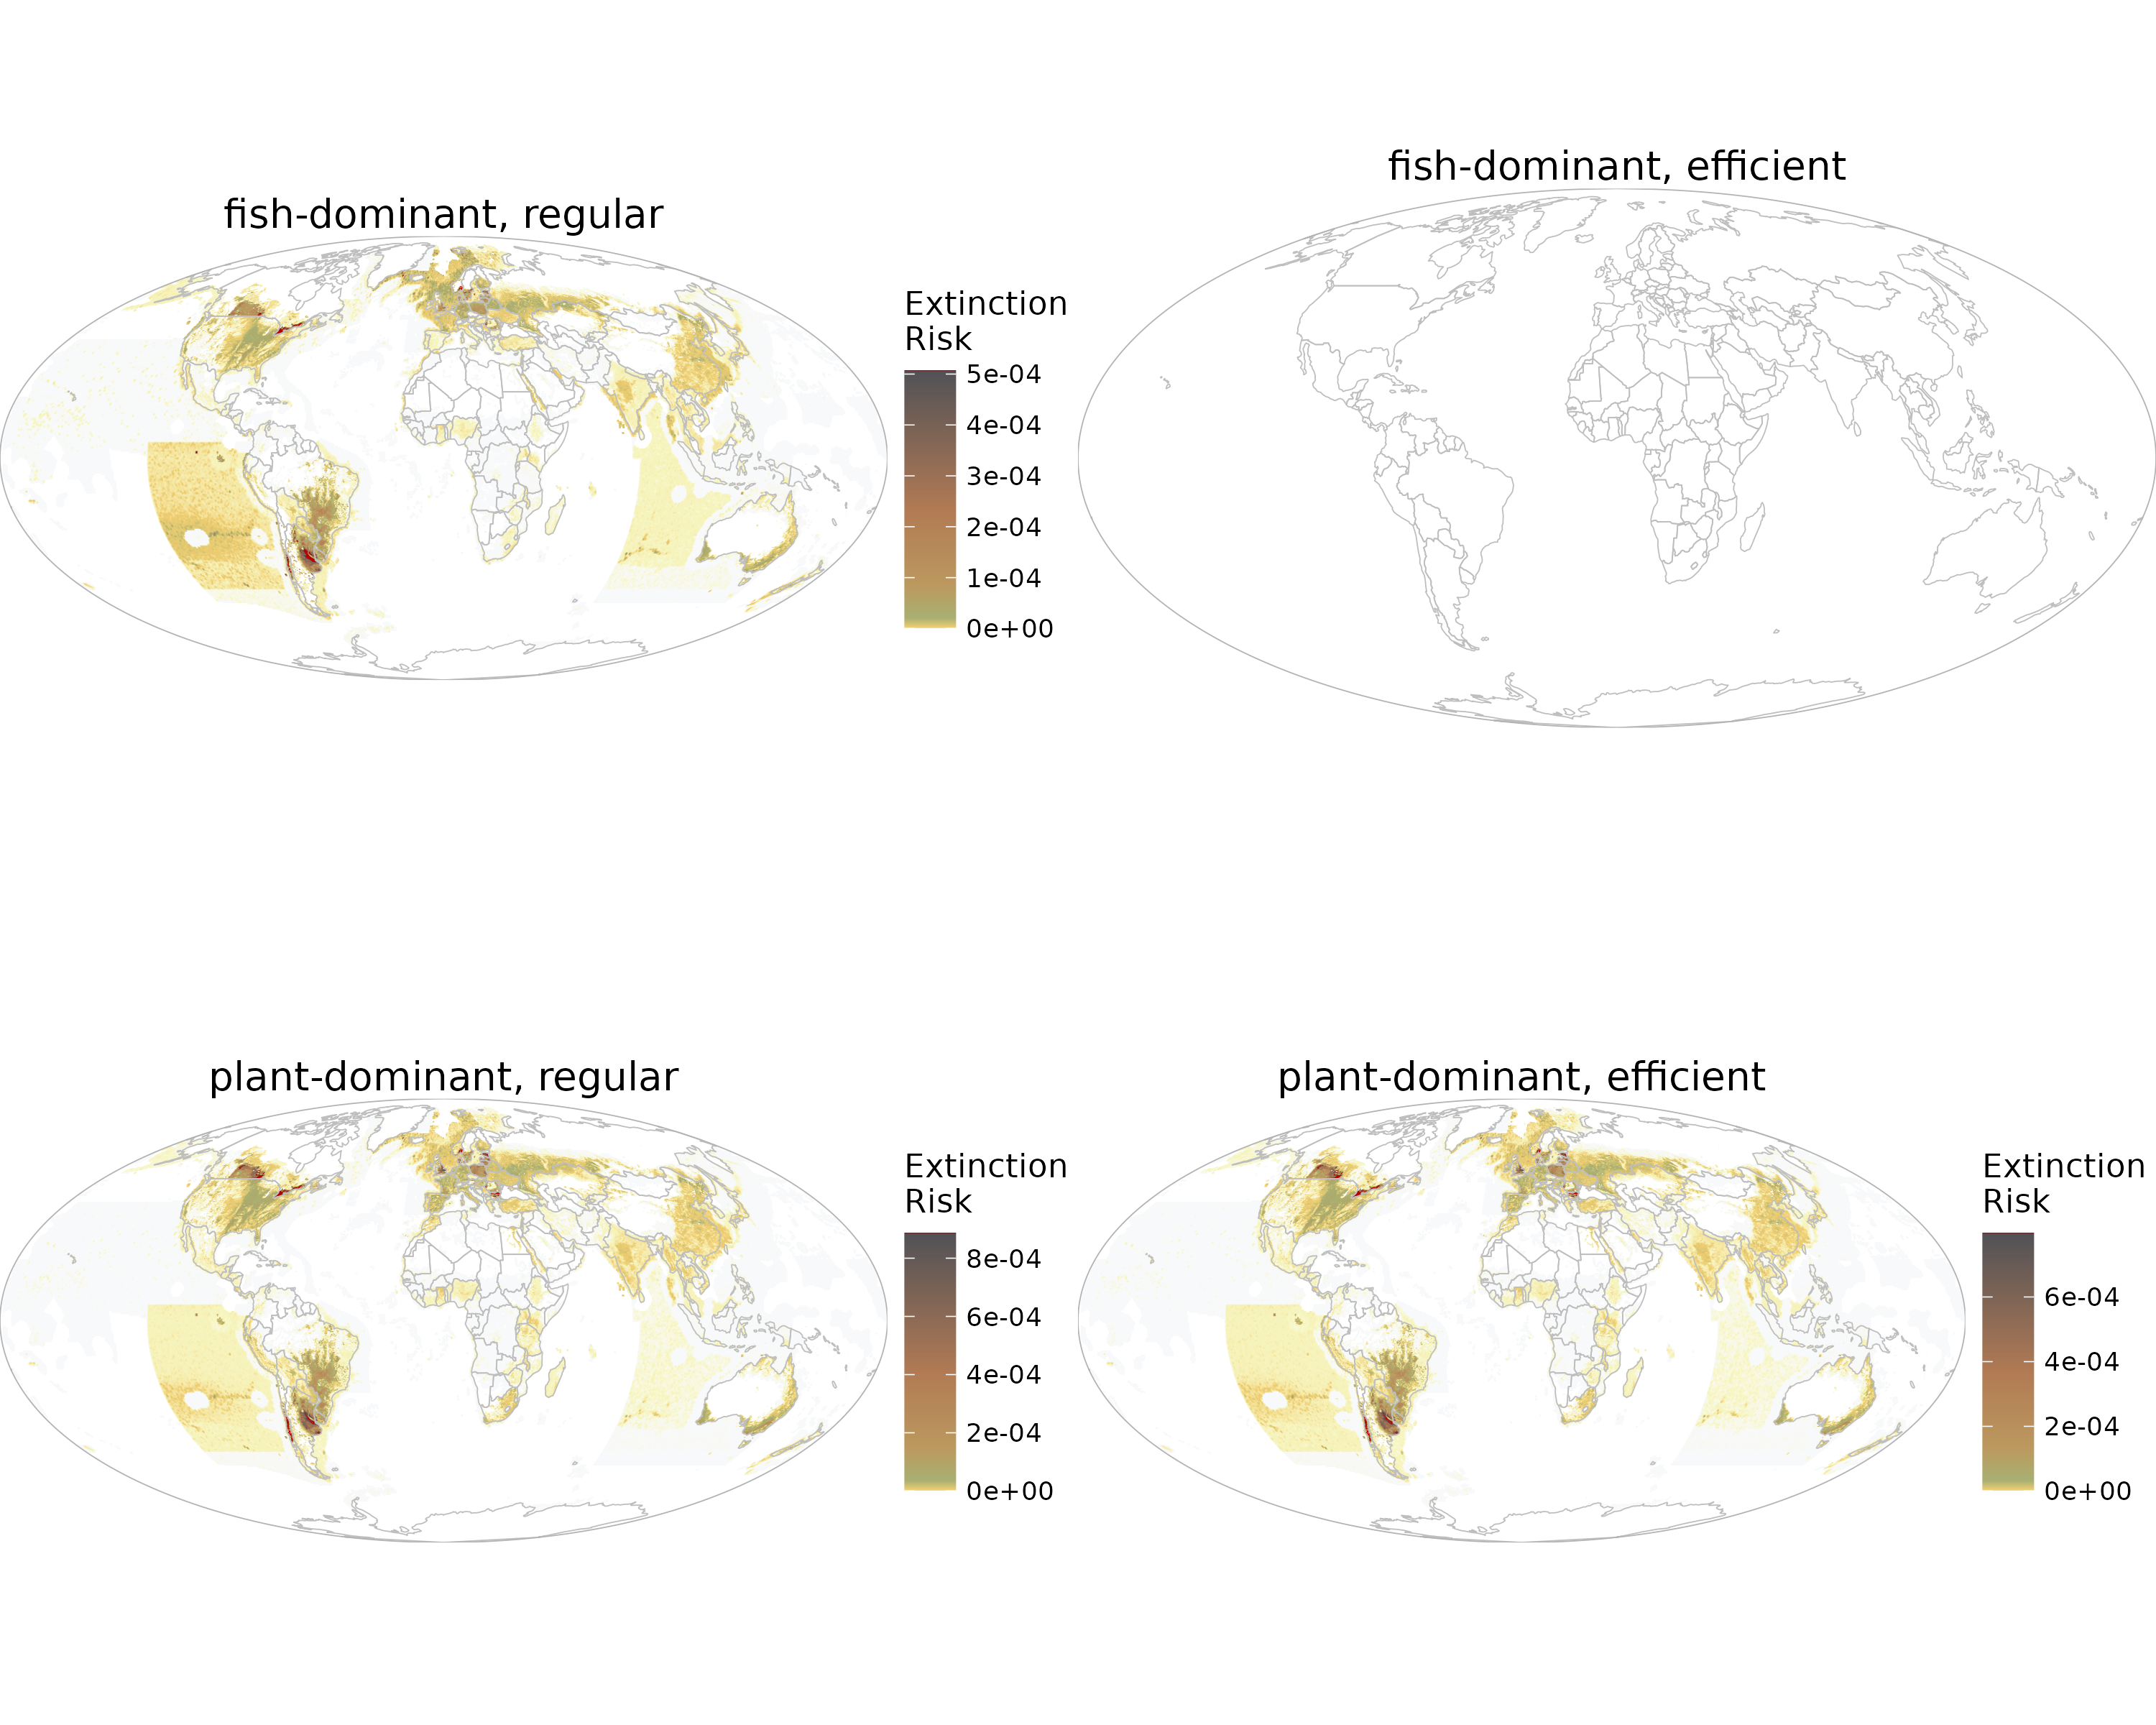 fish-dominant, efficient
fish-dominant, regular
Extinction
Risk
5e-04
4e-04
3e-04
2e-04
1e-04
0e+00
plant-dominant, regular
Extinction
Risk
8e-04
6e-04
4e-04
2e-04
0e+00
plant-dominant, efficient
Extinction
Risk
6e-04
4e-04
2e-04
0e+00